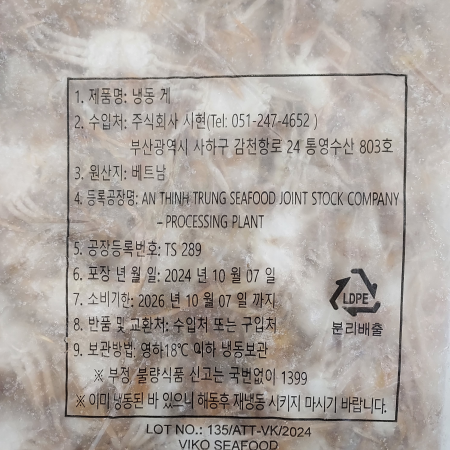 1. 제품명: 냉동 게
2. 수입처: 주식회사 시현(Tel: 051-247-4652 )
부산광역시 사하구 감천항로 24 통영수산 803호
3. 원산지: 베트남
4. 등록공장명: AN THINH TRUNG SEAFOOD JOINT STOCK COMPANY
– PROCESSING PLANT
5. 공장등록번호: TS 289
6. 포장 년 월 일: 2024 년 10 월 07 일
7. 소비기한: 2026 년 10 월 07 일 까지
LDPE
분리배출
8. 반품 및 교환처: 수입처 또는 구입처
9. 보관방법: 영하18℃ 이하 냉동보관
※ 부정 불량식품 신고는 국번없이 1399
※ 이미 냉동된 바 있으니 해동후 재냉동 시키지 마시기 바랍니다.
LOT NO.: 135/ATT-VK/2024
VIKO SEAFOOD